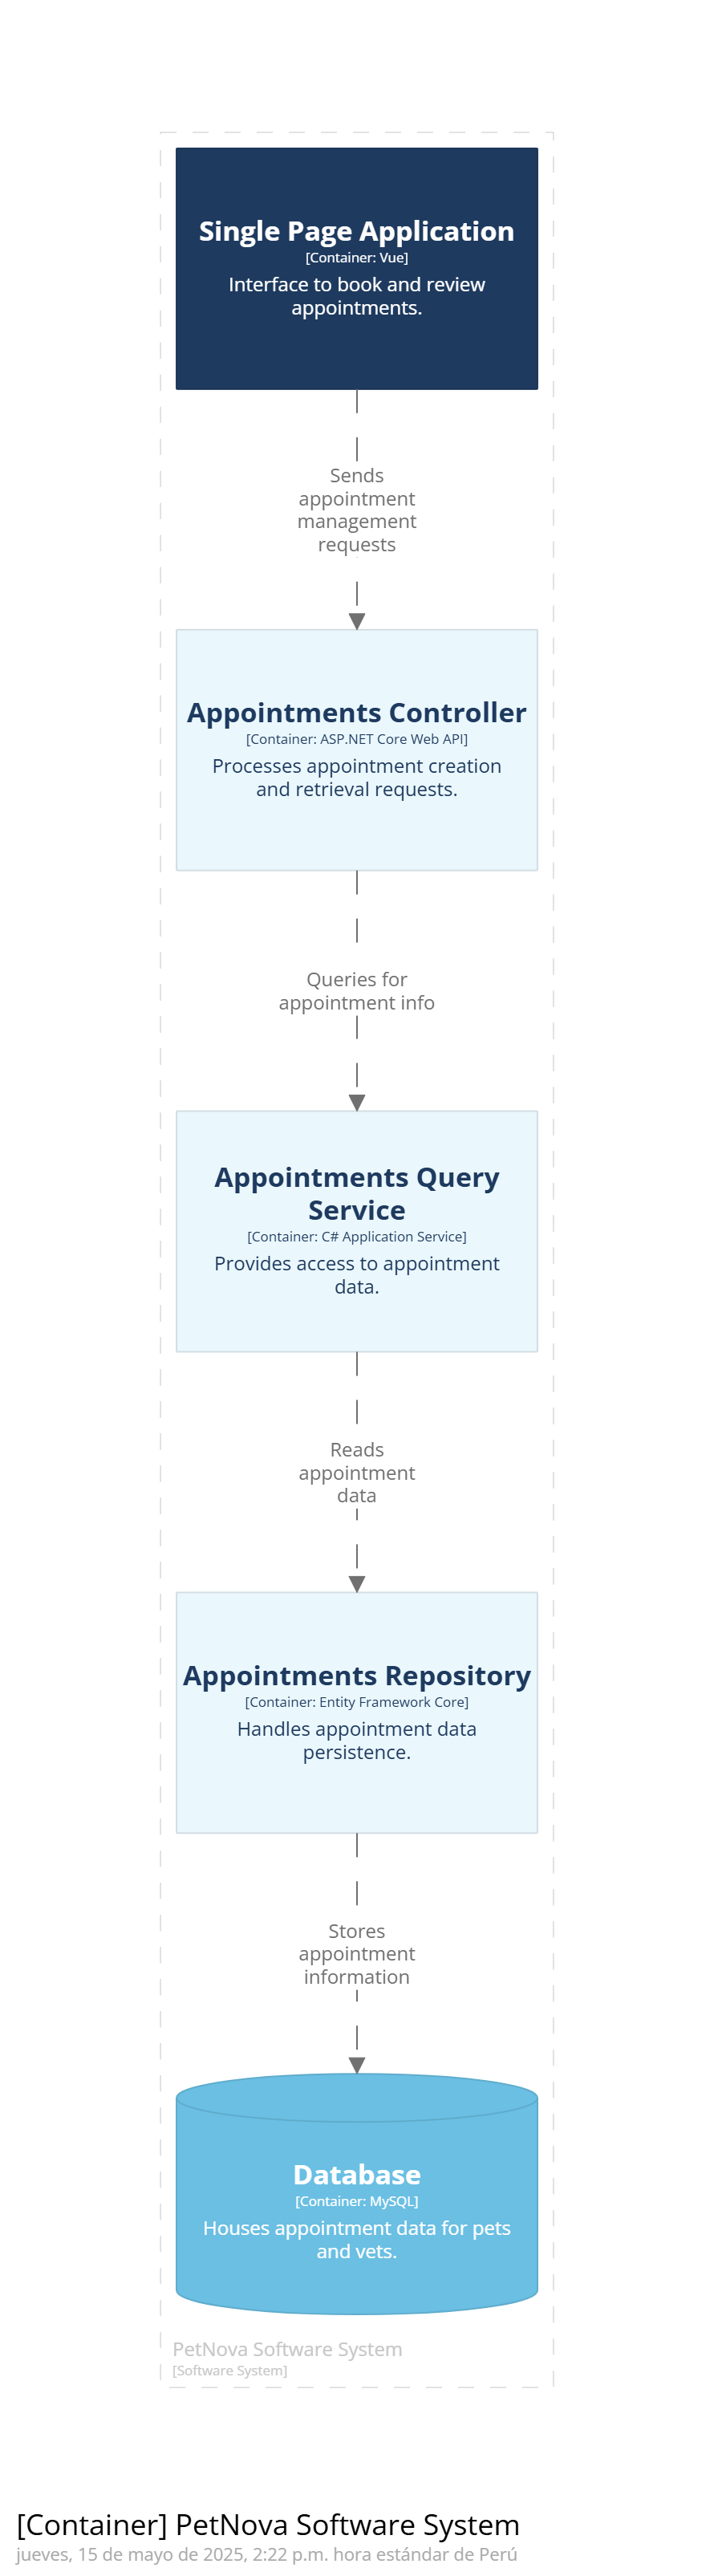 Single Page Application
[Container: Vue]
Interface to book and review
appointments.
Sends
appointment
management
requests
Appointments Controller
[Container: ASP.NET Core Web API]
Processes appointment creation
and retrieval requests.
Queries for
appointment info
Appointments Query
Service
[Container: C# Application Service]
Provides access to appointment
data.
Reads
appointment
data
Appointments Repository
[Container: Entity Framework Core]
Handles appointment data
persistence.
Stores
appointment
information
Database
[Container: MySQL]
Houses appointment data for pets
and vets.
PetNova Software System
[Software System]
[Container] PetNova Software System
jueves, 15 de mayo de 2025, 2:22 p.m. hora estándar de Perú